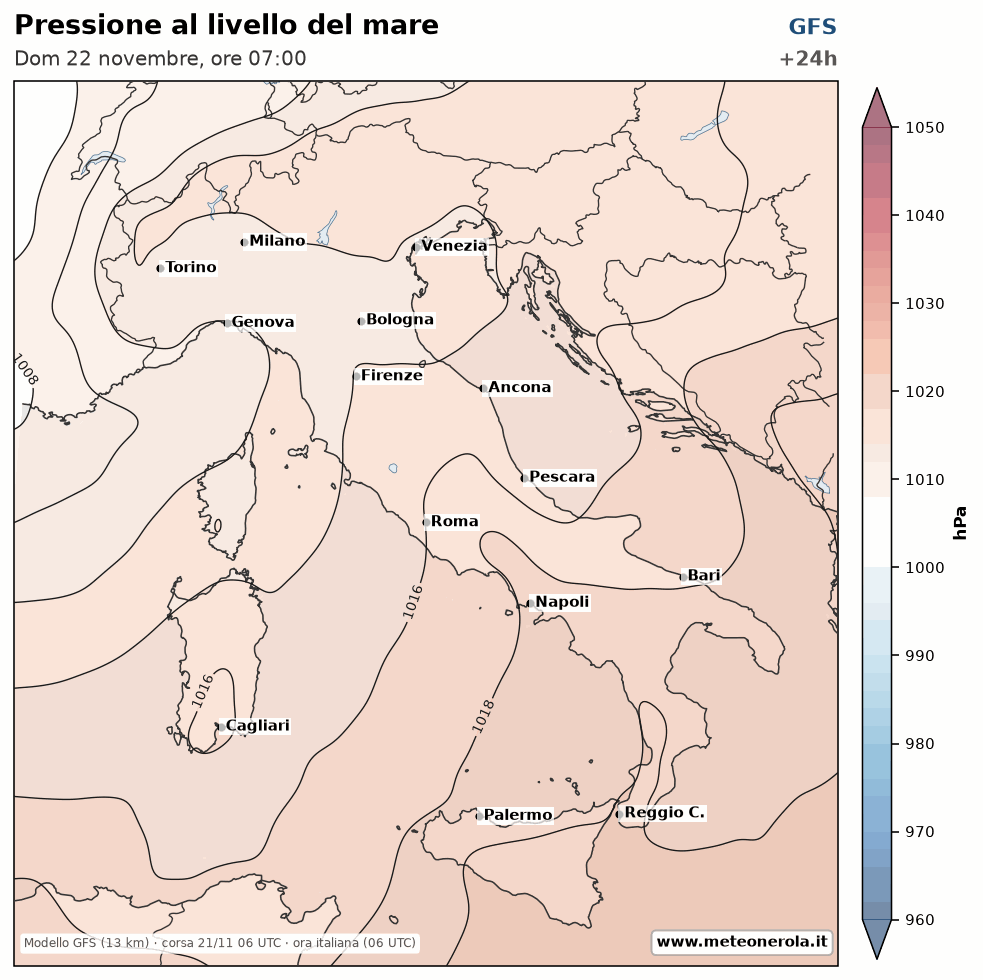 Pressione al livello del mare
GFS
Dom 22 novembre, ore 07:00
+24h
1050
1040
1030
1020
1010
1000
990
980
970
960
hPa
Milano
Venezia
Torino
Genova
Bologna
1008
Firenze
Ancona
Pescara
Roma
Bari
Napoli
1016
1016
1018
Cagliari
Palermo
Reggio C.
Modello GFS (13 km) · corsa 21/11 06 UTC · ora italiana (06 UTC)
www.meteonerola.it